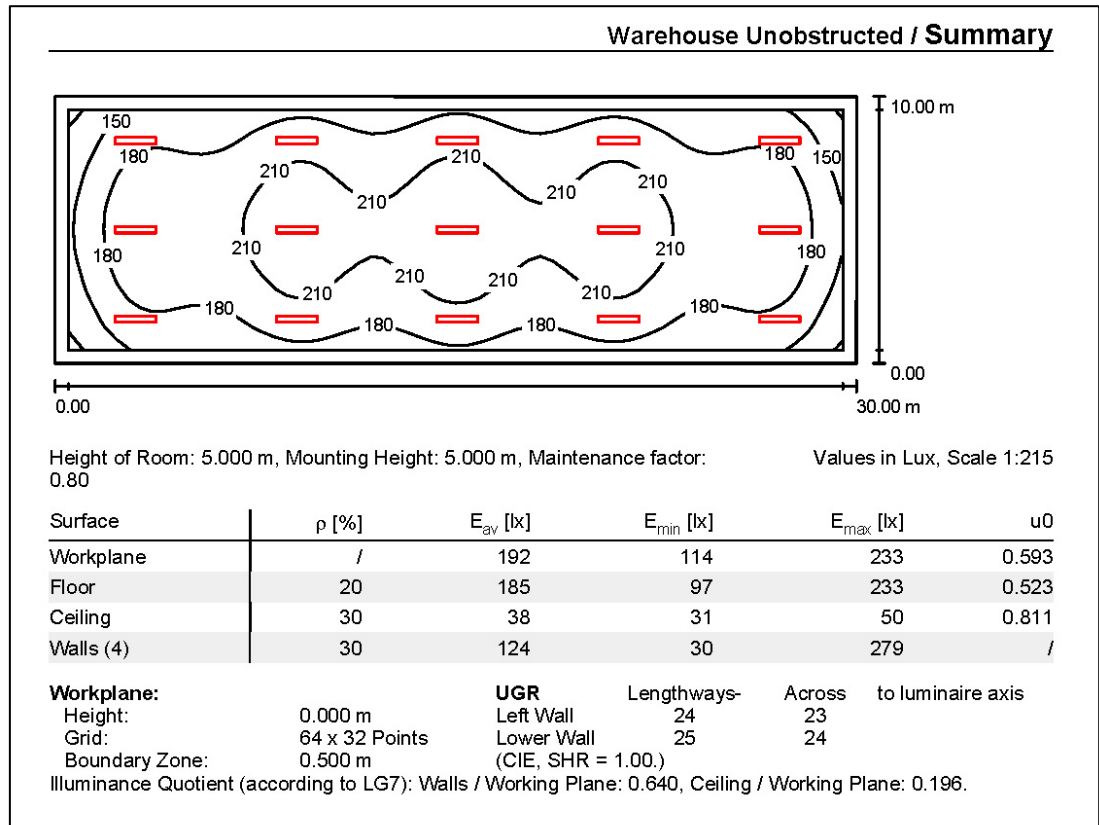 Warehouse Unobstructed / Summary
10.00 m
150
180
210
180
150
210
210
210
210
180
210
210
180
210
210
210
210
180
180
180
180
0.00
0.00
30.00 m
Height of Room: 5.000 m, Mounting Height: 5.000 m, Maintenance factor:
0.80
Values in Lux, Scale 1:215
Surface ρ [%] Eav [lx] Emin [lx] Emax [lx] u0
Workplane / 192 114 233 0.593
Floor 20 185 97 233 0.523
Ceiling 30 38 31 50 0.811
Walls (4) 30 124 30 279 /
Workplane: UGR Lengthways- Across to luminaire axis
Height: 0.000 m Left Wall 24 23
Grid: 64 x 32 Points Lower Wall 25 24
Boundary Zone: 0.500 m (CIE, SHR = 1.00.)
Illuminance Quotient (according to LG7): Walls / Working Plane: 0.640, Ceiling / Working Plane: 0.196.